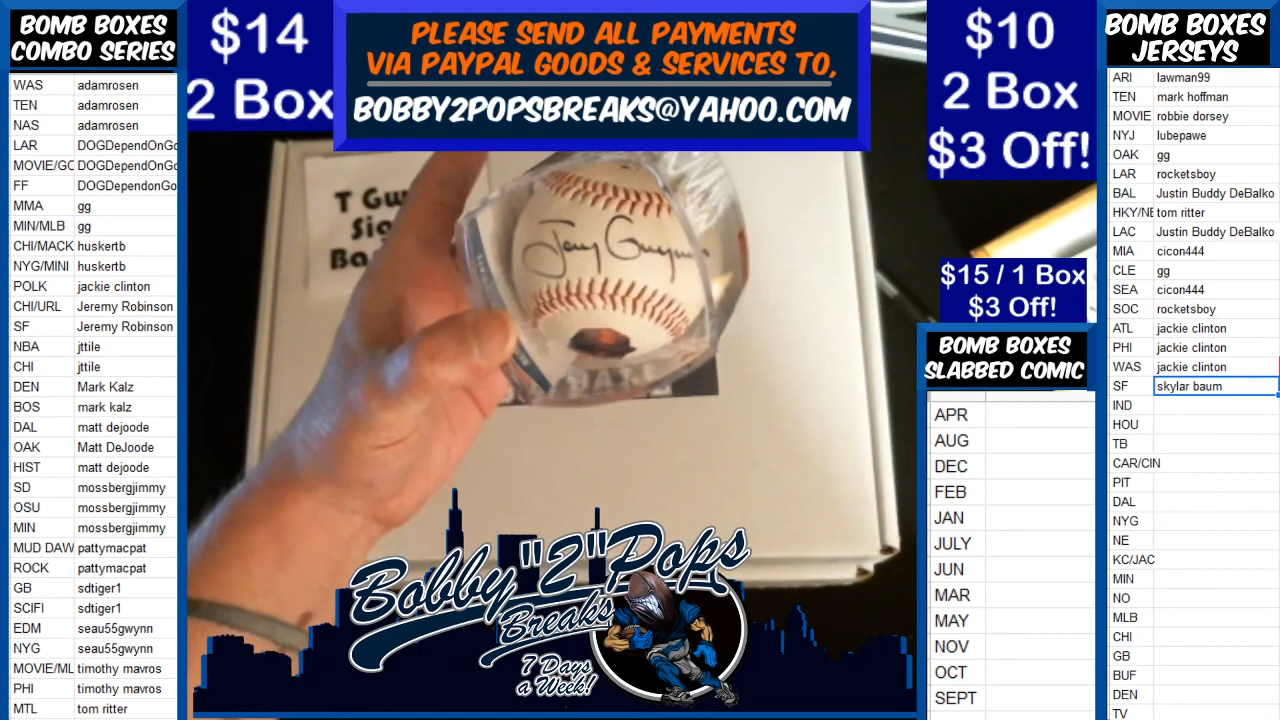 BOMB BOXES
COMBO SERIES
WAS adamrosen
TEN adamrosen
NAS adamrosen
LAR DOGDependOnGo
MOVIE/GC DOGDependOnGo
FF DOGDependonGo
MMA gg
MIN/MLB gg
CHI/MACK huskertb
NYG/MINI huskertb
POLK jackie clinton
CHI/URL Jeremy Robinson
SF Jeremy Robinson
NBA jttile
CHI jttile
DEN Mark Kalz
BOS mark kalz
DAL matt dejoode
OAK Matt DeJoode
HIST matt dejoode
SD mossbergjimmy
OSU mossbergjimmy
MIN mossbergjimmy
MUD DAW pattymacpat
ROCK pattymacpat
GB sdtiger1
SCIFI sdtiger1
EDM seau55gwynn
NYG seau55gwynn
MOVIE/ML timothy mavros
PHI timothy mavros
MTL tom ritter
$14
2 Box
PLEASE SEND ALL PAYMENTS
VIA PAYPAL GOODS & SERVICES TO,
BOBBY2POPSBREAKS@YAHOO.COM
T Gw
Sig
Ba
Tony Gwynn
Bobby "2" Pops
Breaks
7 Days
a Week!
$10
2 Box
$3 Off!
$15 / 1 Box
$3 Off!
BOMB BOXES
SLABBED COMIC
APR
AUG
DEC
FEB
JAN
JULY
JUN
MAR
MAY
NOV
OCT
SEPT
BOMB BOXES
JERSEYS
ARI lawman99
TEN mark hoffman
MOVIE robbie dorsey
NYJ lubepawe
OAK gg
LAR rocketsboy
BAL Justin Buddy DeBalko
HKY/NE tom ritter
LAC Justin Buddy DeBalko
MIA cicon444
CLE gg
SEA cicon444
SOC rocketsboy
ATL jackie clinton
PHI jackie clinton
WAS jackie clinton
SF skylar baum
IND
HOU
TB
CAR/CIN
PIT
DAL
NYG
NE
KC/JAC
MIN
NO
MLB
CHI
GB
BUF
DEN
TV